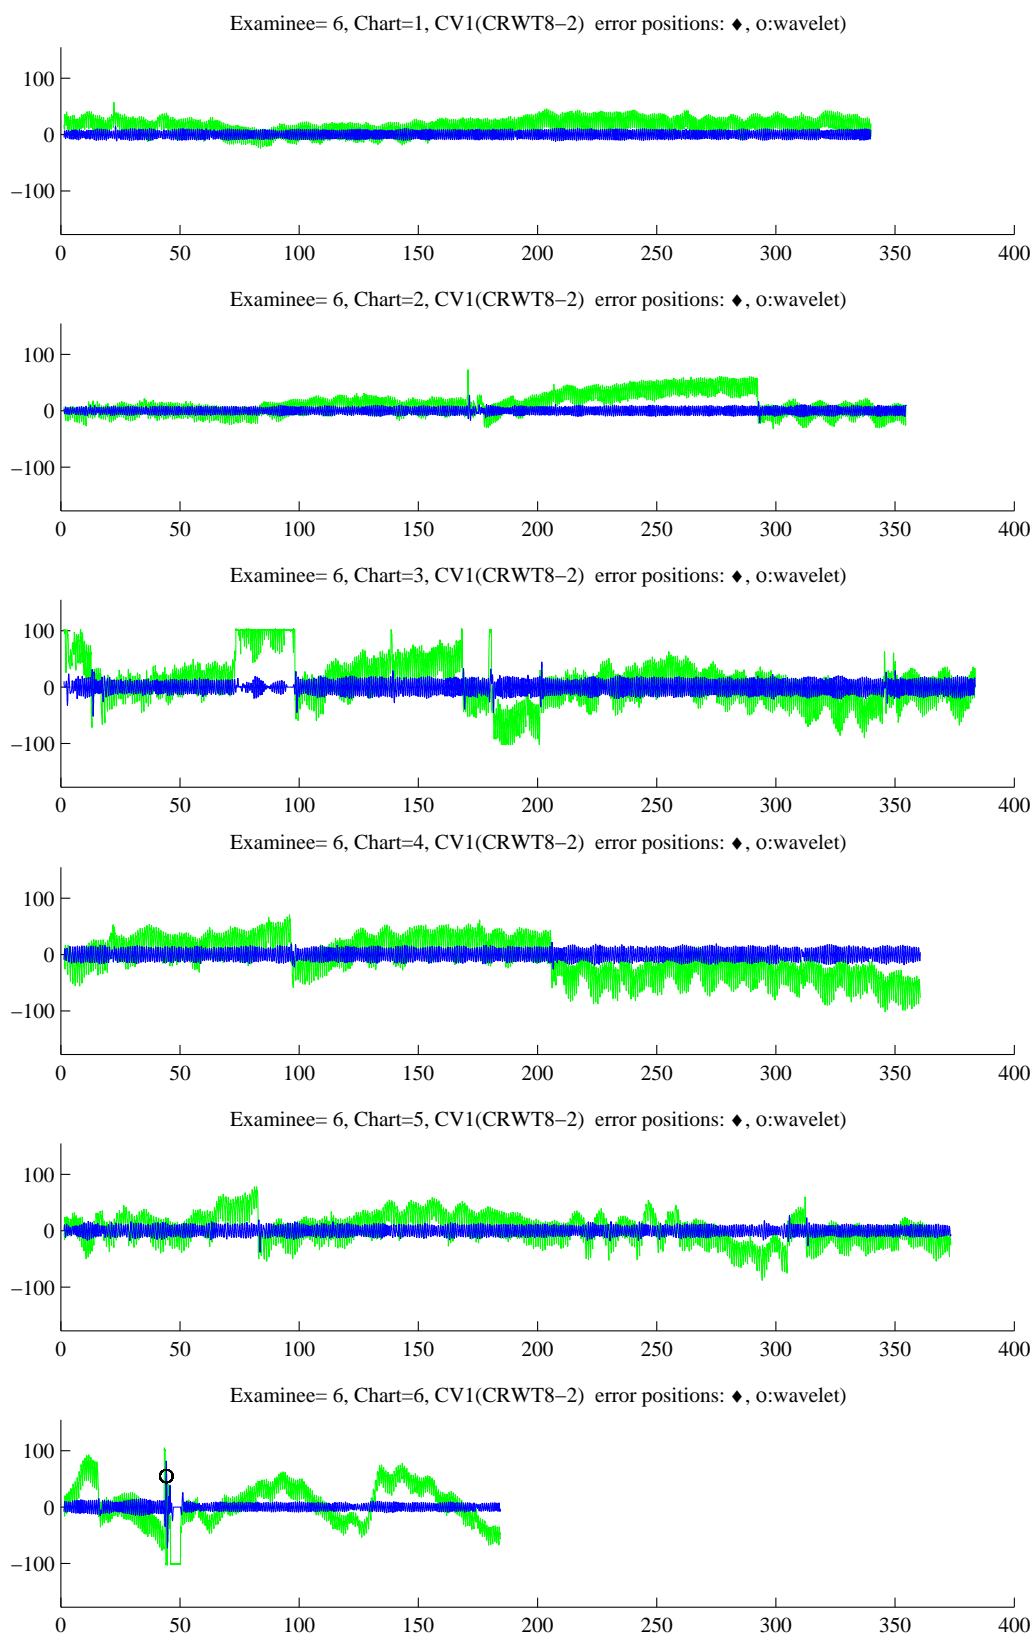 Examinee= 6, Chart=1, CV1(CRWT8−2) error positions: ♦, o:wavelet)
100
0
−100
0 50 100 150 200 250 300 350 400
Examinee= 6, Chart=2, CV1(CRWT8−2) error positions: ♦, o:wavelet)
100
0
−100
0 50 100 150 200 250 300 350 400
Examinee= 6, Chart=3, CV1(CRWT8−2) error positions: ♦, o:wavelet)
100
0
−100
0 50 100 150 200 250 300 350 400
Examinee= 6, Chart=4, CV1(CRWT8−2) error positions: ♦, o:wavelet)
100
0
−100
0 50 100 150 200 250 300 350 400
Examinee= 6, Chart=5, CV1(CRWT8−2) error positions: ♦, o:wavelet)
100
0
−100
0 50 100 150 200 250 300 350 400
Examinee= 6, Chart=6, CV1(CRWT8−2) error positions: ♦, o:wavelet)
100
0
−100
0 50 100 150 200 250 300 350 400